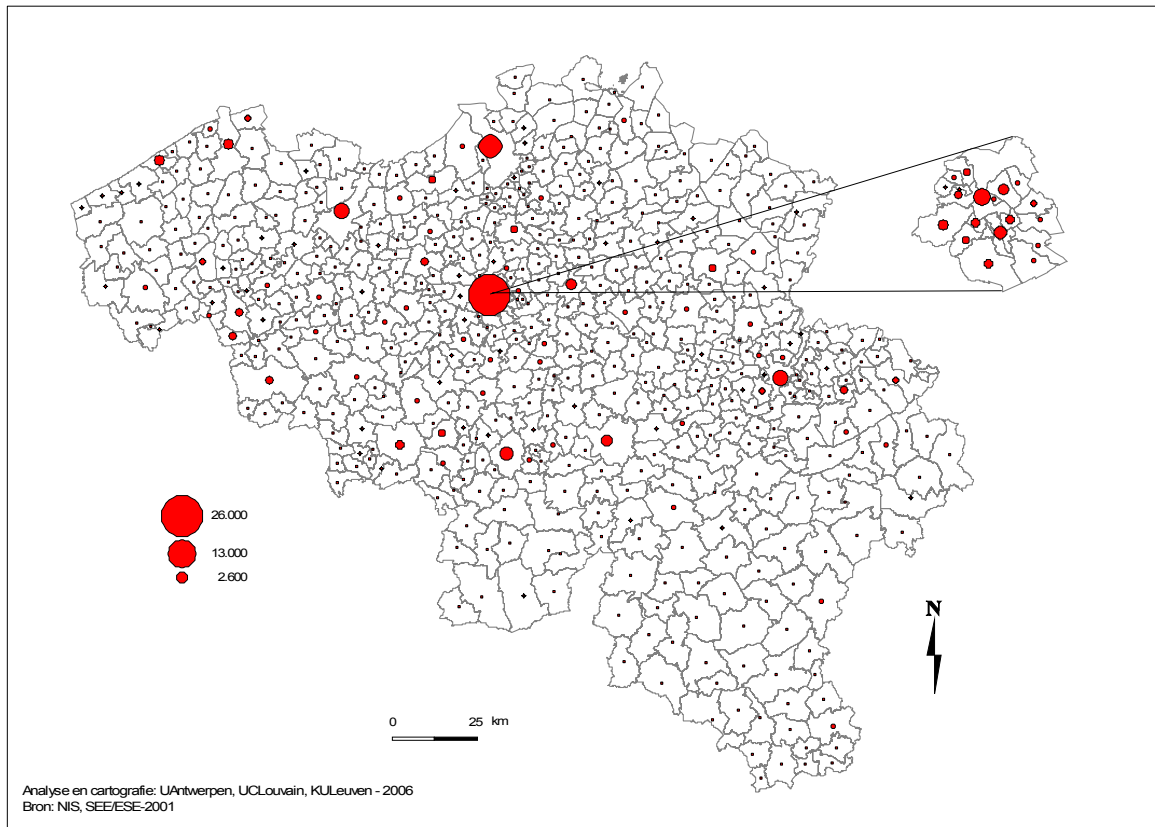 26.000
13.000
2.600
N
0 25 km
Analyse en cartografie: UAntwerpen, UCLouvain, KULeuven - 2006
Bron: NIS, SEE/ESE-2001